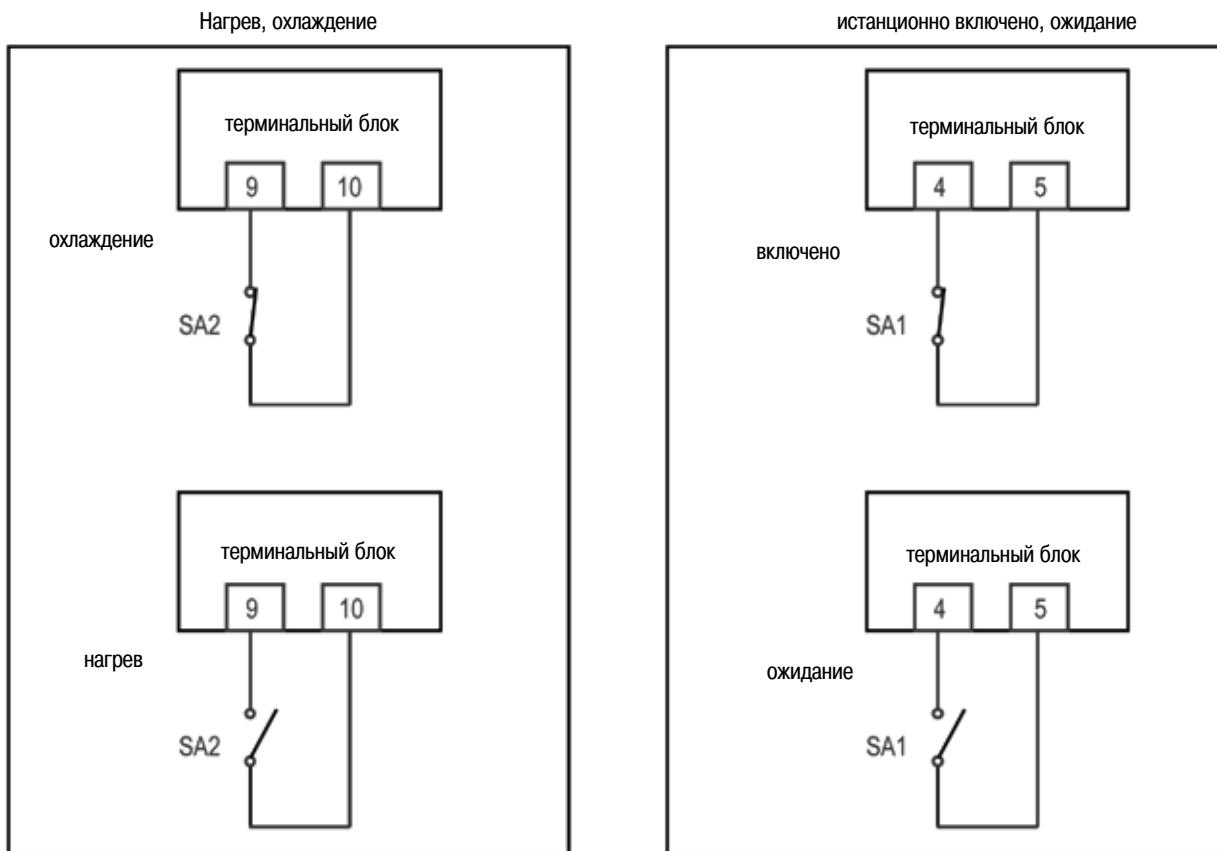 Нагрев, охлаждение
терминальный блок
9 10
охлаждение
SA2
терминальный блок
9 10
нагрев
SA2
истанционно включено, ожидание
терминальный блок
4 5
включено
SA1
терминальный блок
4 5
ожидание
SA1